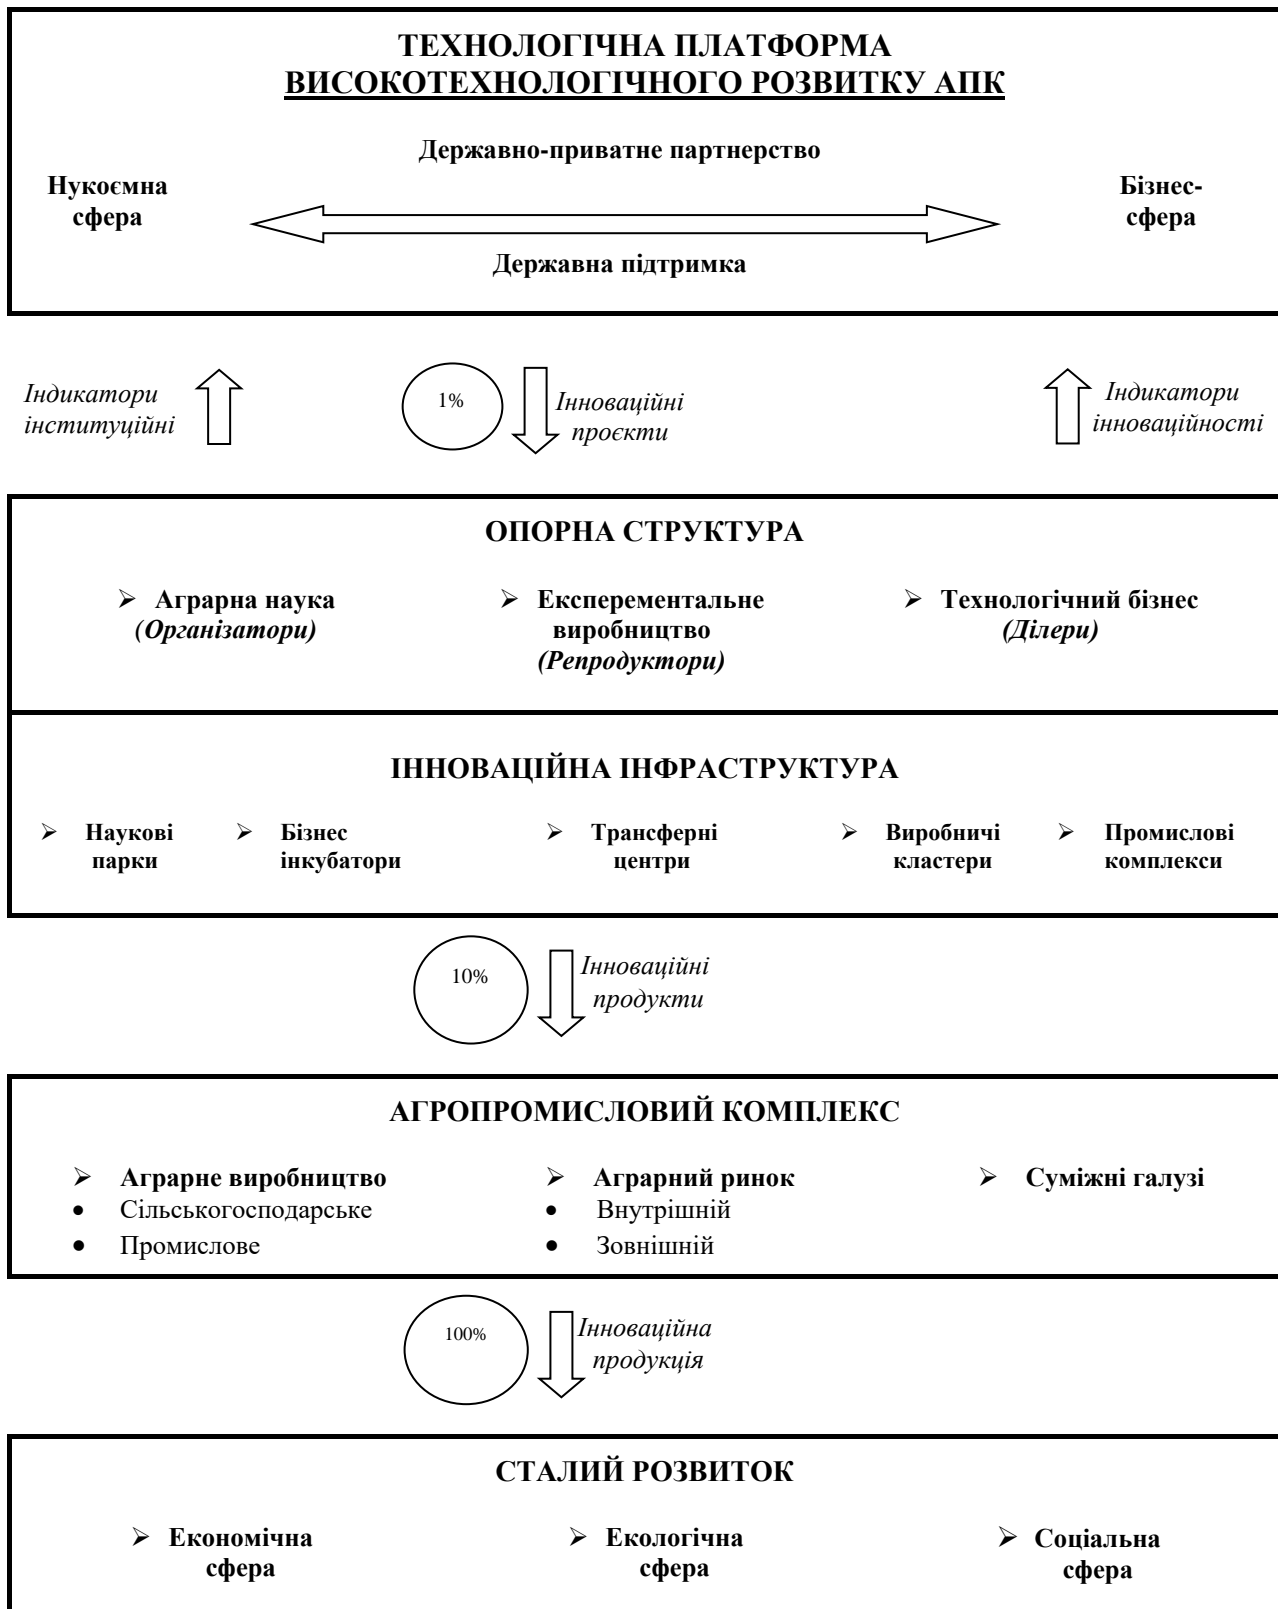 ТЕХНОЛОГІЧНА ПЛАТФОРМА
ВИСОКОТЕХНОЛОГІЧНОГО РОЗВИТКУ АПК
Державно-приватне партнерство
Нукоємна
сфера
Бізнес-
сфера
Державна підтримка
Індикатори
інституційні
1%
Інноваційні
проєкти
Індикатори
інноваційності
ОПОРНА СТРУКТУРА
➢ Аграрна наука
(Організатори)
➢ Експерементальне
виробництво
(Репродуктори)
➢ Технологічний бізнес
(Ділери)
ІННОВАЦІЙНА ІНФРАСТРУКТУРА
➢ Наукові
парки
➢ Бізнес
інкубатори
➢ Трансферні
центри
➢ Виробничі
кластери
➢ Промислові
комплекси
10%
Інноваційні
продукти
АГРОПРОМИСЛОВИЙ КОМПЛЕКС
➢ Аграрне виробництво
• Сільськогосподарське
• Промислове
➢ Аграрний ринок
• Внутрішній
• Зовнішній
➢ Суміжні галузі
100%
Інноваційна
продукція
СТАЛИЙ РОЗВИТОК
➢ Економічна
сфера
➢ Екологічна
сфера
➢ Соціальна
сфера